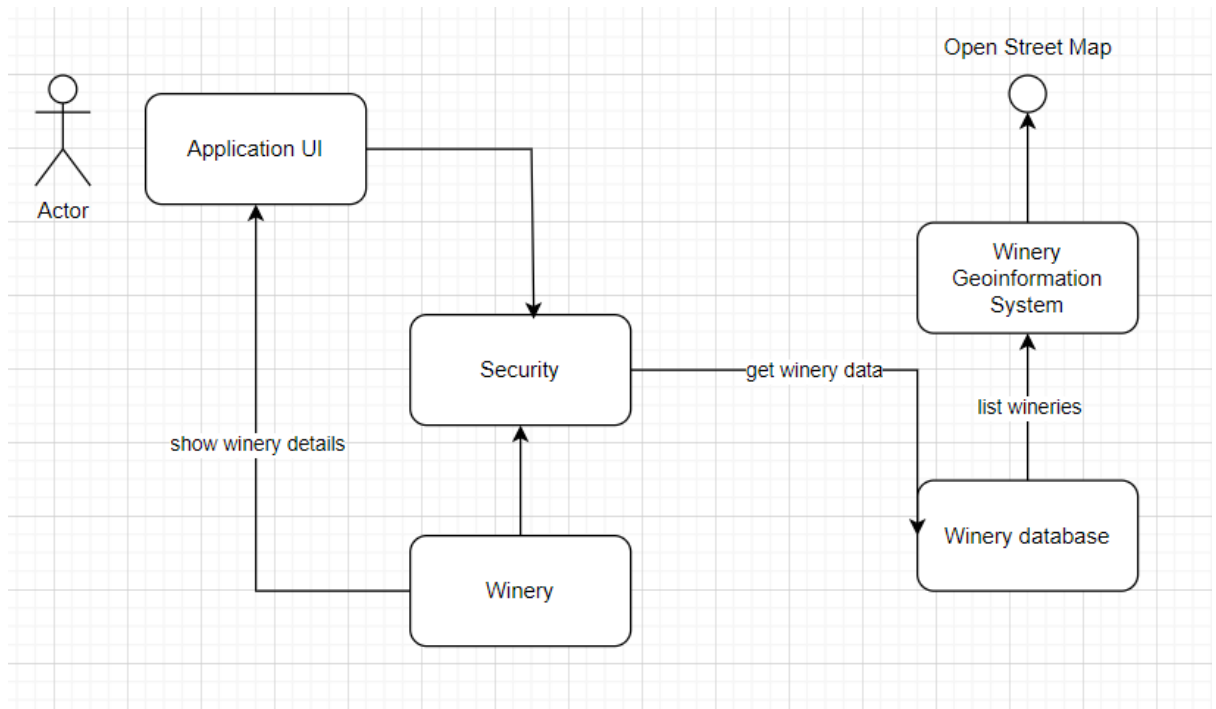 Open Street Map
Application UI
Actor
Winery
Geoinformation
System
Security
get winery data
list wineries
show winery details
Winery database
Winery